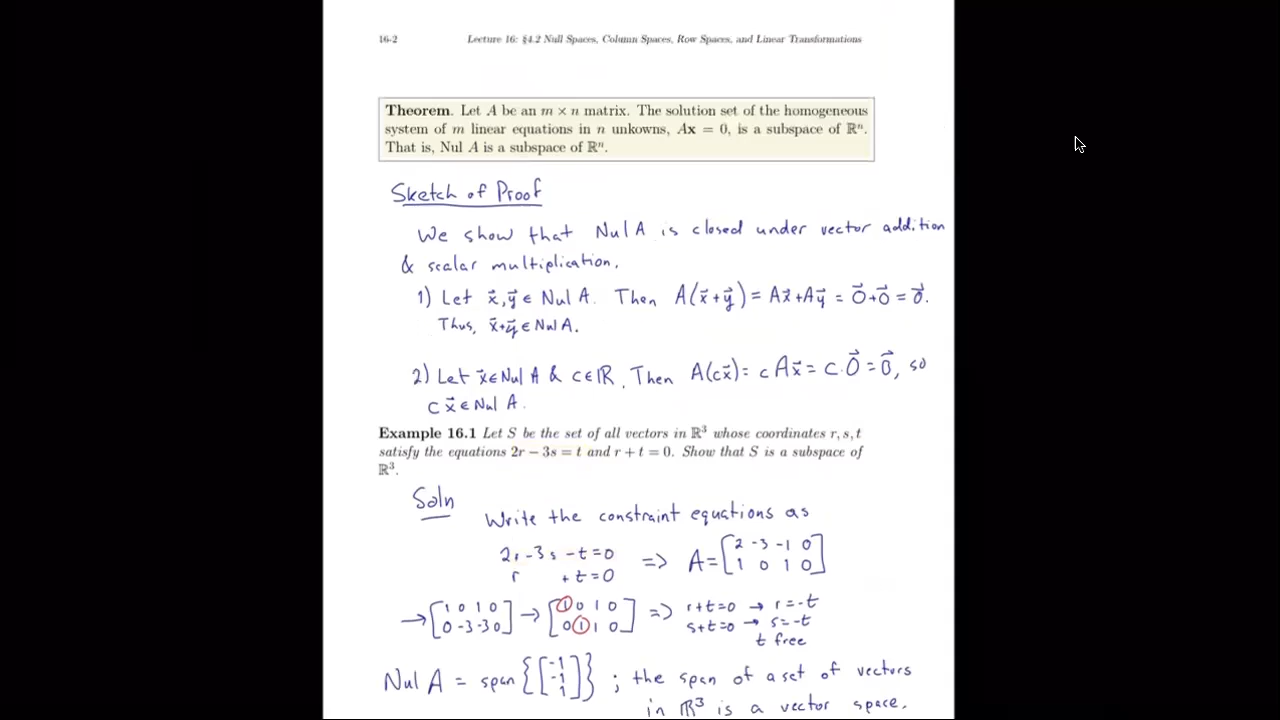 16-2 Lecture 16: §4.2 Null Spaces, Column Spaces, Row Spaces, and Linear Transformations
Theorem. Let A be an m × n matrix. The solution set of the homogeneous
system of m linear equations in n unkowns, Ax = 0, is a subspace of ℝⁿ.
That is, Nul A is a subspace of ℝⁿ.
Sketch of Proof
We show that Nul A is closed under vector addition
& scalar multiplication.
1) Let x⃗, y⃗ ∈ Nul A. Then A(x⃗+y⃗) = Ax⃗+Ay⃗ = 0⃗+0⃗ = 0⃗.
Thus, x⃗+y⃗ ∈ Nul A.
2) Let x⃗ ∈ Nul A & c ∈ ℝ. Then A(cx⃗) = cAx⃗ = c·0⃗ = 0⃗, so
cx⃗ ∈ Nul A.
Example 16.1 Let S be the set of all vectors in ℝ³ whose coordinates r, s, t
satisfy the equations 2r − 3s = t and r + t = 0. Show that S is a subspace of
ℝ³.
Soln
Write the constraint equations as
2r - 3s - t = 0 => A = [2 -3 -1 0
r + t = 0 1 0 1 0]
→ [1 0 1 0 → [1 0 1 0 => r+t=0 → r=-t
0 -3 -3 0] 0 1 1 0] s+t=0 → s=-t
t free
Nul A = span {[-1 -1 1]} ; the span of a set of vectors
in ℝ³ is a vector space.